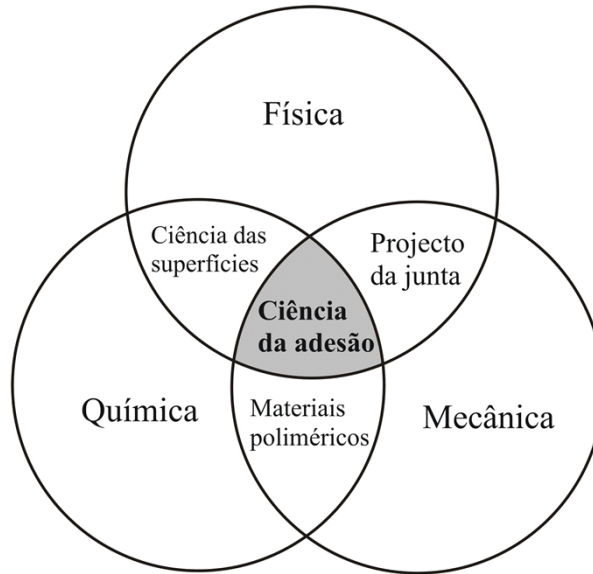 Física
Ciência das
superfícies
Projecto
da junta
Ciência
da adesão
Química
Materiais
poliméricos
Mecânica